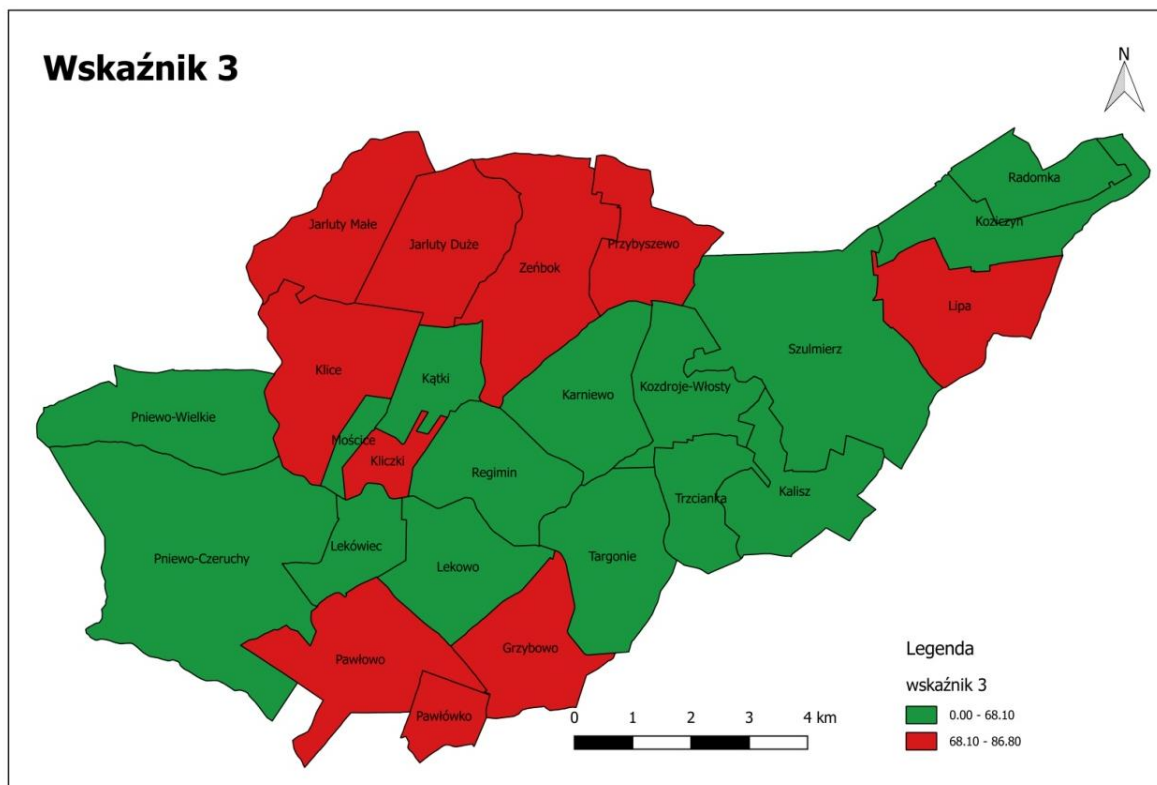 Wskaźnik 3
N
Radomka
Koziczyn
Jarluty Małe
Jarluty Duże
Przybyszewo
Zeńbok
Lipa
Szulmierz
Klice
Kątki
Kozdroje-Włosty
Karniewo
Pniewo-Wielkie
Mościce
Kliczki
Regimin
Kalisz
Trzcianka
Lekówiec
Pniewo-Czeruchy
Targonie
Lekowo
Grzybowo
Pawłowo
Pawłówko
Legenda
wskaźnik 3
0.00 - 68.10
68.10 - 86.80
0 1 2 3 4 km